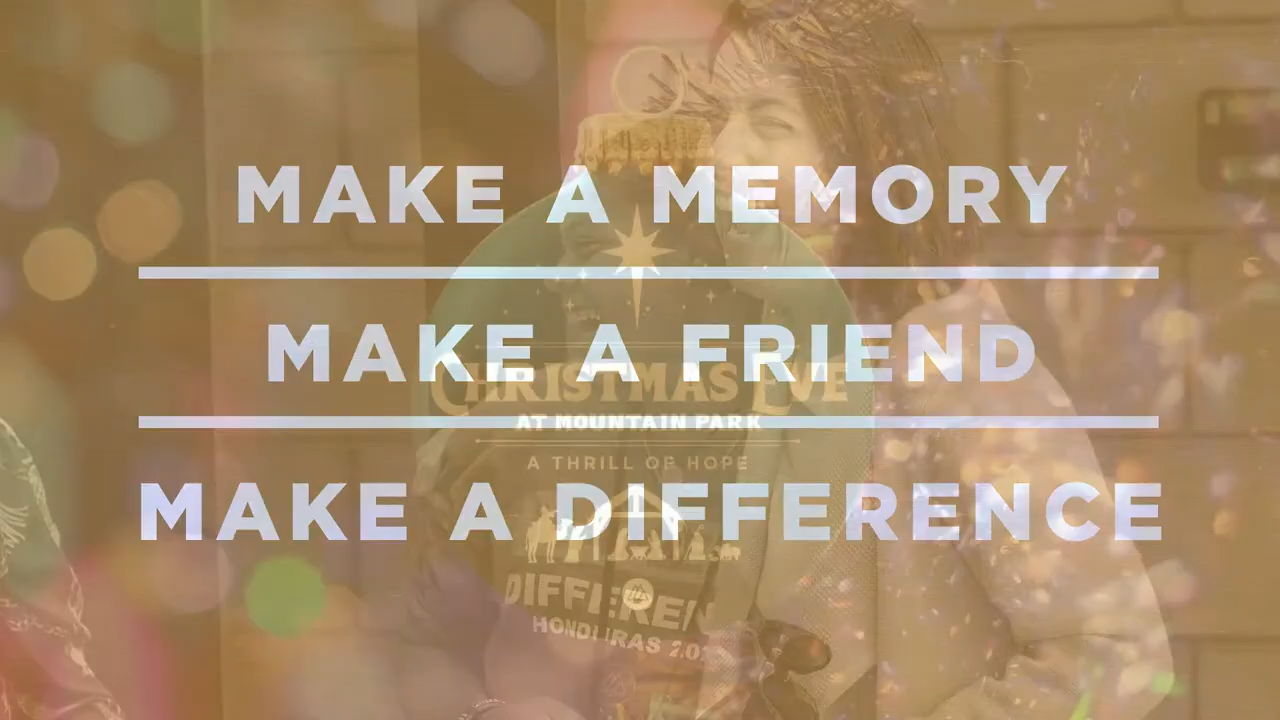 MAKE A MEMORY
MAKE A FRIEND
CHRISTMAS EVE
AT MOUNTAIN PARK
A THRILL OF HOPE
MAKE A DIFFERENCE
HONDURAS